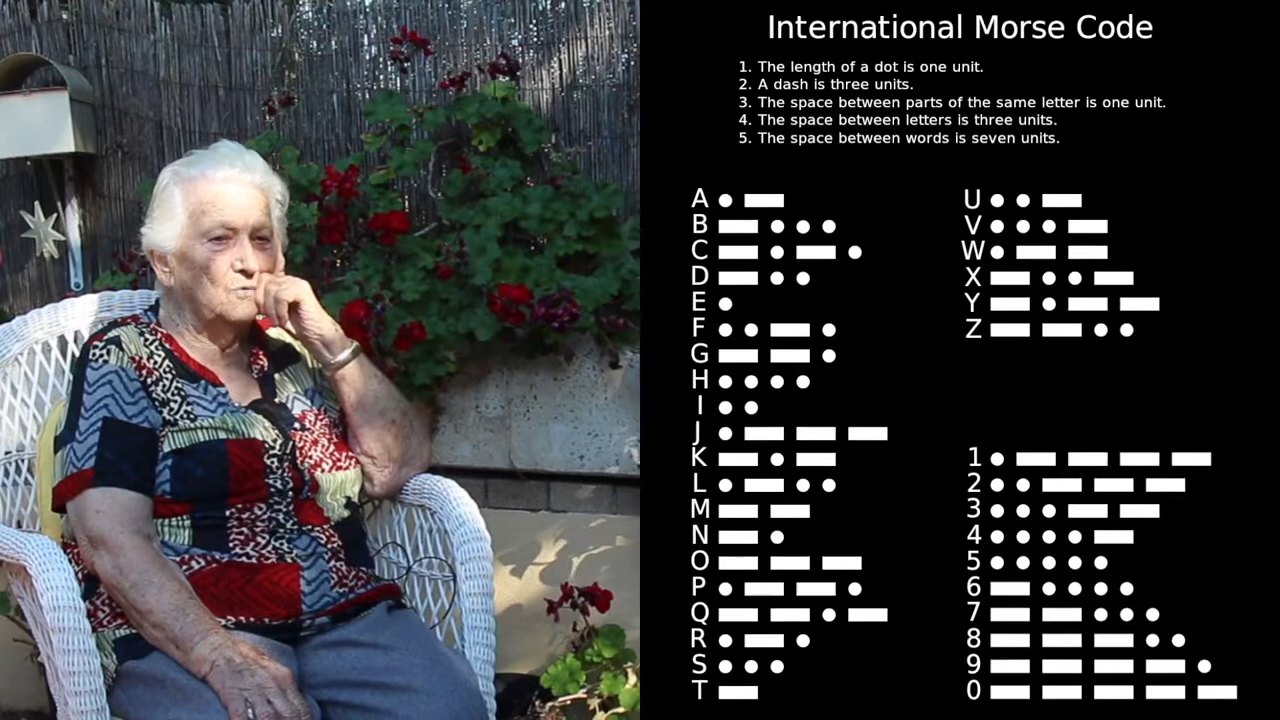 International Morse Code
1. The length of a dot is one unit.
2. A dash is three units.
3. The space between parts of the same letter is one unit.
4. The space between letters is three units.
5. The space between words is seven units.
A
B
C
D
E
F
G
H
I
J
K
L
M
N
O
P
Q
R
S
T
U
V
W
X
Y
Z
1
2
3
4
5
6
7
8
9
0